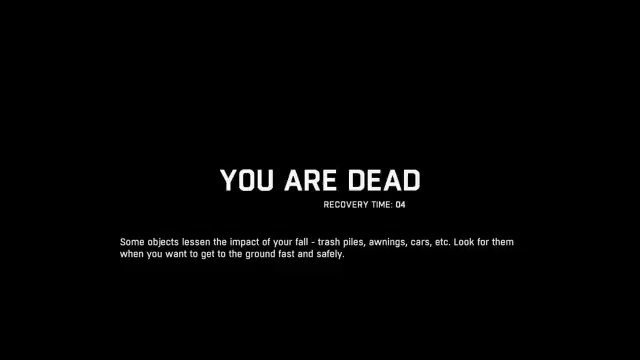 YOU ARE DEAD
RECOVERY TIME: 04
Some objects lessen the impact of your fall - trash piles, awnings, cars, etc. Look for them
when you want to get to the ground fast and safely.